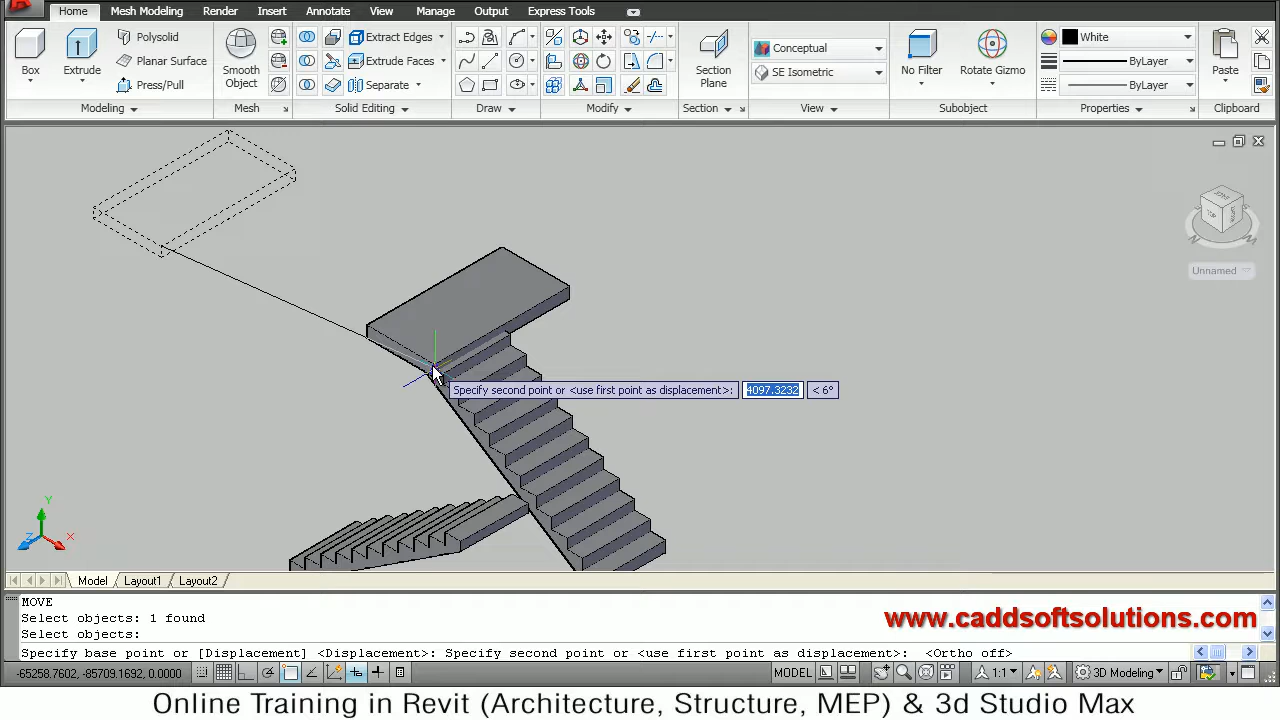 Home Mesh Modeling Render Insert Annotate View Manage Output Express Tools
Polysolid
Planar Surface
Press/Pull
Box
Extrude
Smooth
Object
Extract Edges
Extrude Faces
Separate
Section
Plane
Conceptual
SE Isometric
No Filter
Rotate Gizmo
White
ByLayer
ByLayer
Paste
Modeling
Mesh
Solid Editing
Draw
Modify
Section
View
Subobject
Properties
Clipboard
Unnamed
Specify second point or <use first point as displacement>: 4097.3232 < 6°
Y
Z
X
Model Layout1 Layout2
MOVE
Select objects: 1 found
Select objects:
www.caddsoftsolutions.com
Specify base point or [Displacement] <Displacement>: Specify second point or <use first point as displacement>: <Ortho off>
-65258.7602, -85709.1692, 0.0000
MODEL
1:1
3D Modeling
Online Training in Revit (Architecture, Structure, MEP) & 3d Studio Max